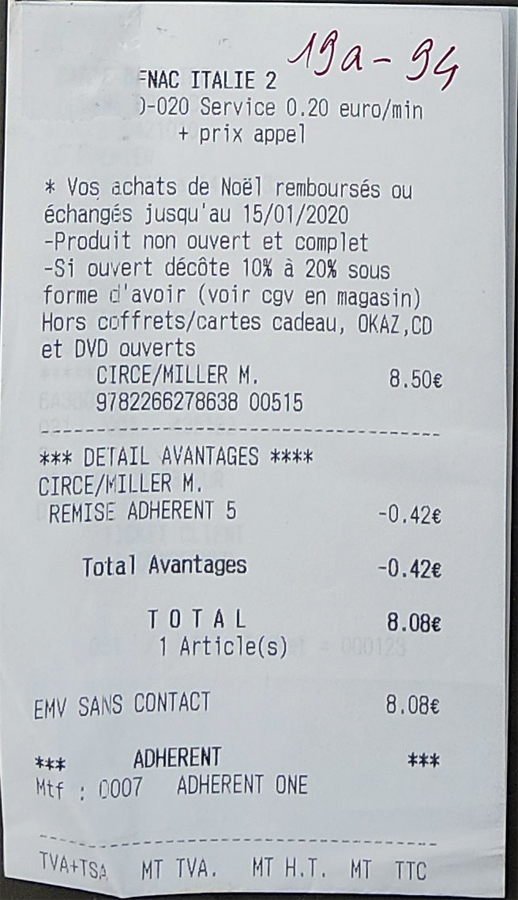 19a-94
FNAC ITALIE 2
)-020 Service 0.20 euro/min
+ prix appel
* Vos achats de Noël remboursés ou
échangés jusqu'au 15/01/2020
-Produit non ouvert et complet
-Si ouvert décôte 10% à 20% sous
forme d'avoir (voir cgv en magasin)
Hors coffrets/cartes cadeau, OKAZ,CD
et DVD ouverts
CIRCE/MILLER M. 8.50€
9782266278638 00515
*** DETAIL AVANTAGES ****
CIRCE/MILLER M.
REMISE ADHERENT 5 -0.42€
Total Avantages -0.42€
TOTAL 8.08€
1 Article(s)
EMV SANS CONTACT 8.08€
*** ADHERENT ***
Mtf : 0007 ADHERENT ONE
TVA+TSA MT TVA. MT H.T. MT TTC